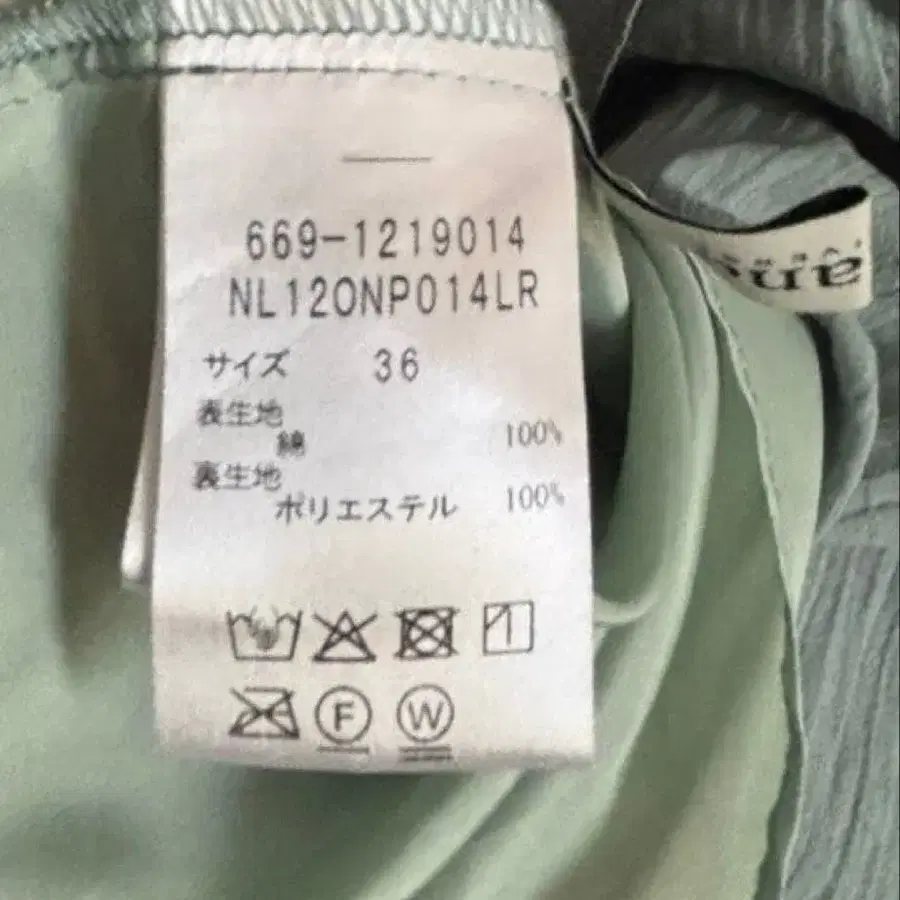 669-1219014
NL120NP014LR
サイズ 36
表生地
綿 100%
裏生地
ポリエステル 100%
F
W